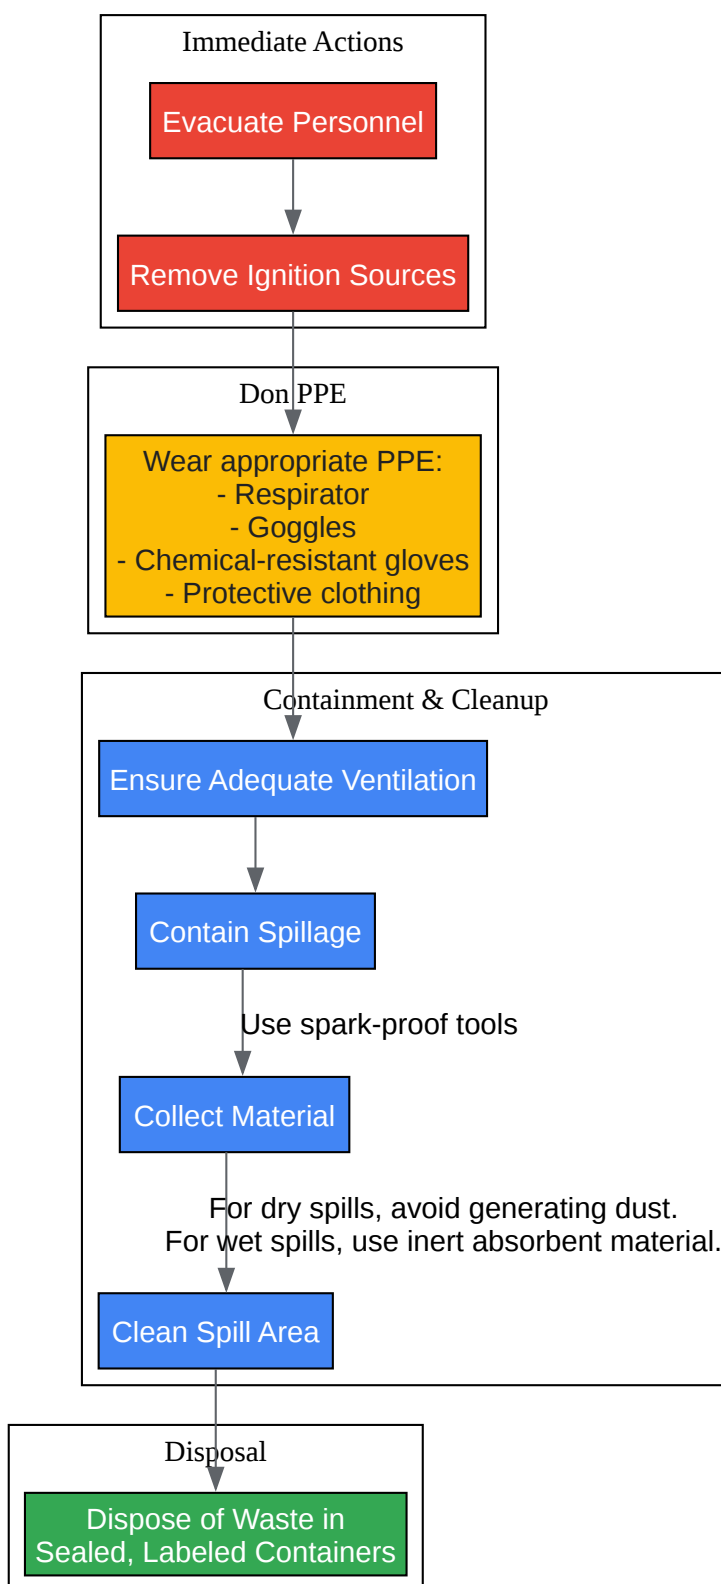 Immediate Actions
Evacuate Personnel
Remove Ignition Sources
Don PPE
Wear appropriate PPE:
- Respirator
- Goggles
- Chemical-resistant gloves
- Protective clothing
Containment & Cleanup
Ensure Adequate Ventilation
Contain Spillage
Use spark-proof tools
Collect Material
For dry spills, avoid generating dust.
For wet spills, use inert absorbent material.
Clean Spill Area
Disposal
Dispose of Waste in
Sealed, Labeled Containers